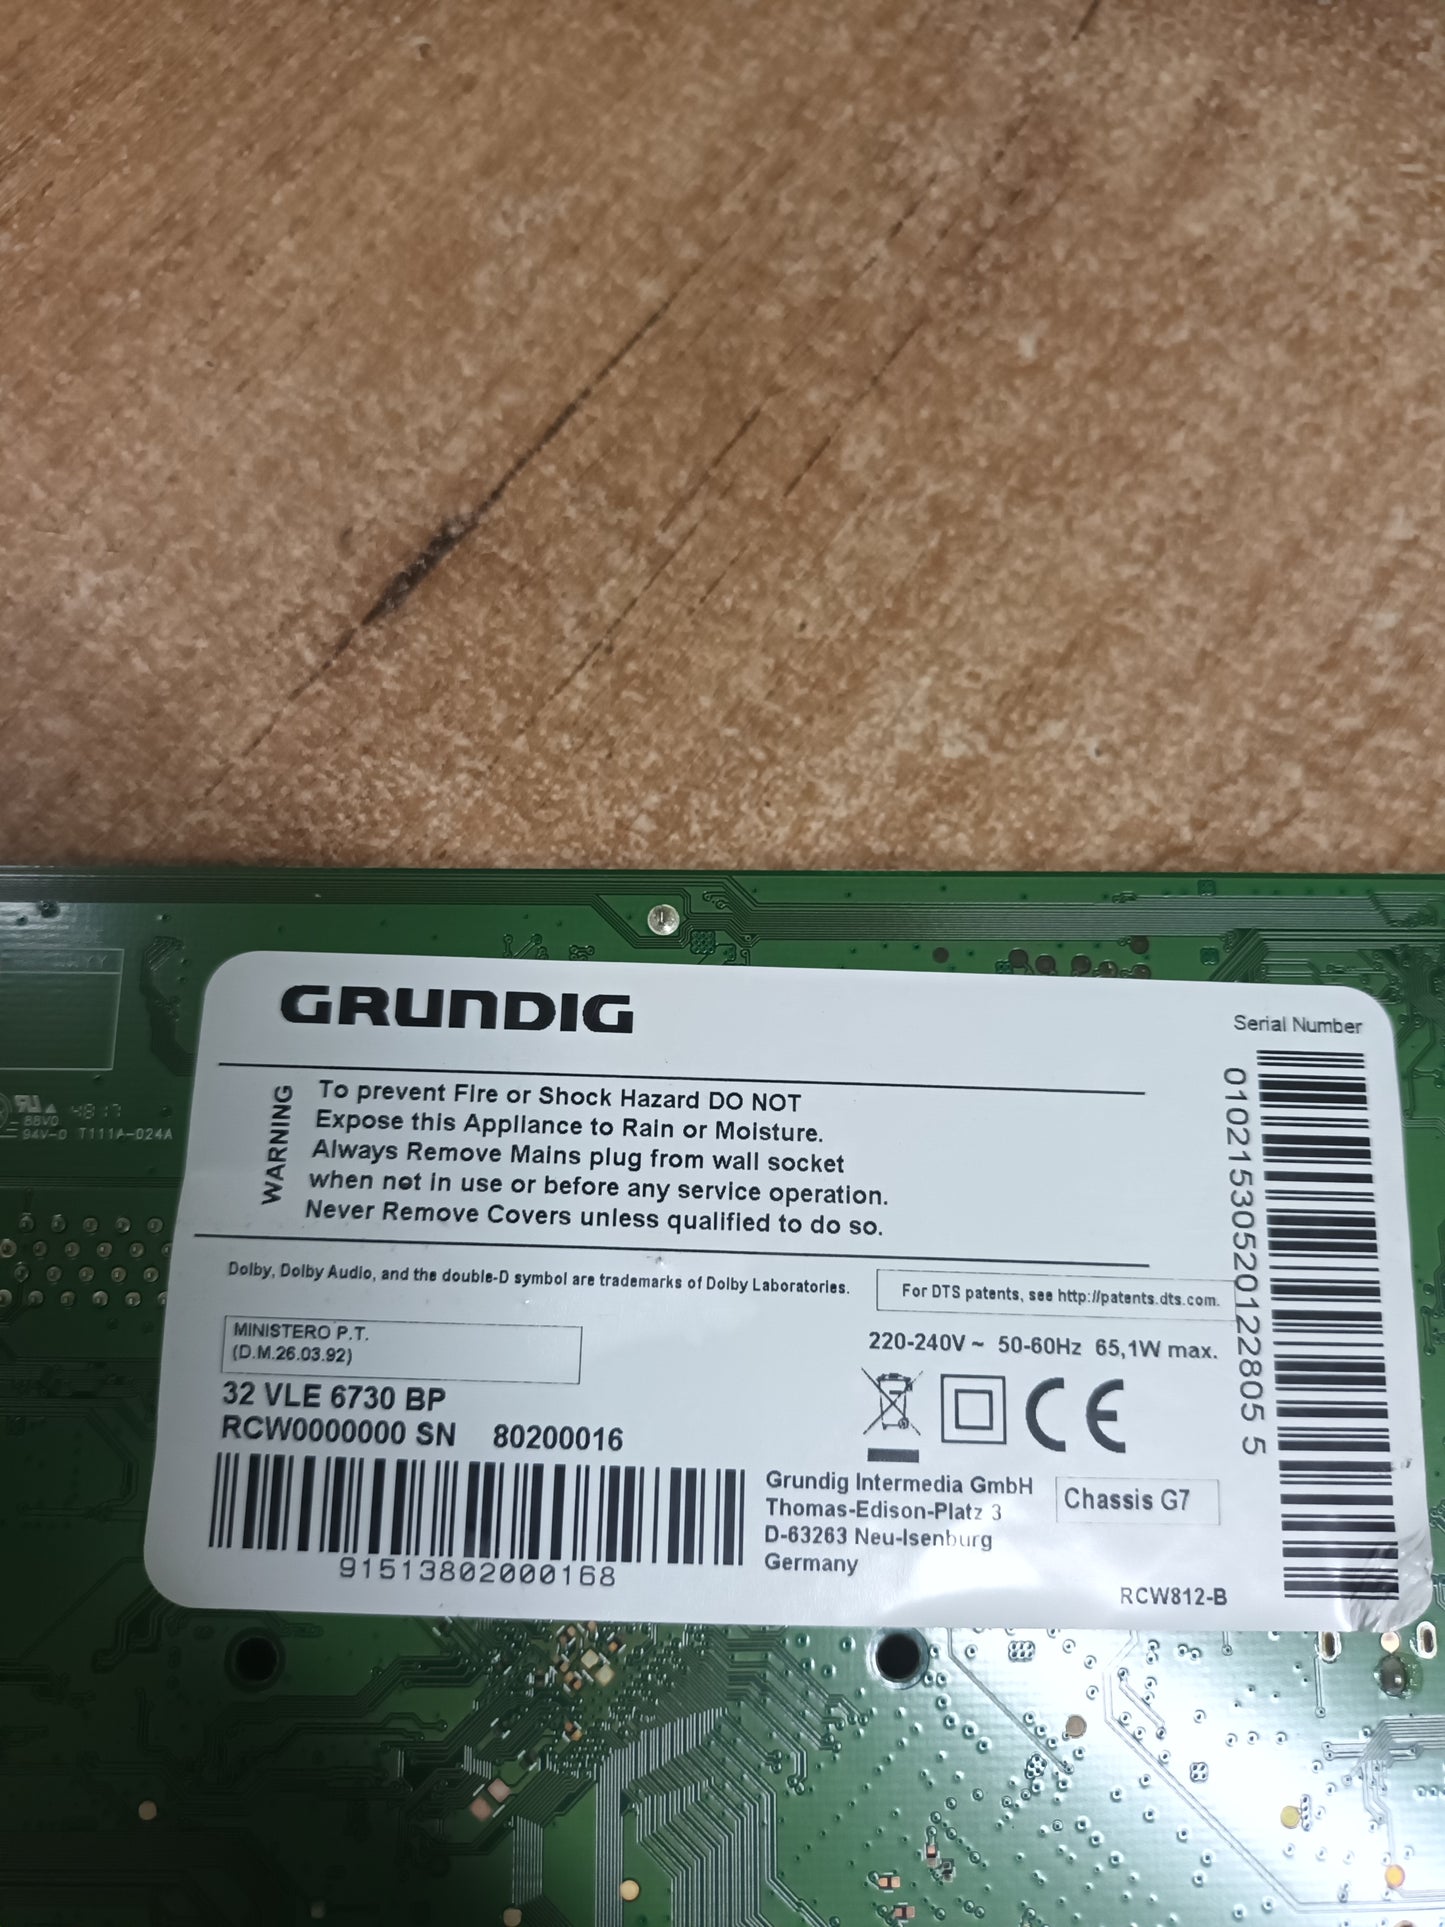 GRUNDIG
Serial Number
WARNING
To prevent Fire or Shock Hazard DO NOT
Expose this Appliance to Rain or Moisture.
Always Remove Mains plug from wall socket
when not in use or before any service operation.
Never Remove Covers unless qualified to do so.
Dolby, Dolby Audio, and the double-D symbol are trademarks of Dolby Laboratories.
For DTS patents, see http://patents.dts.com.
MINISTERO P.T.
(D.M.26.03.92)
220-240V ~ 50-60Hz 65,1W max.
32 VLE 6730 BP
RCW0000000 SN 80200016
91513802000168
CE
Grundig Intermedia GmbH
Thomas-Edison-Platz 3
D-63263 Neu-Isenburg
Germany
Chassis G7
RCW812-B
01021530520122805 5
4817
88V0
94V-0 T111A-024A